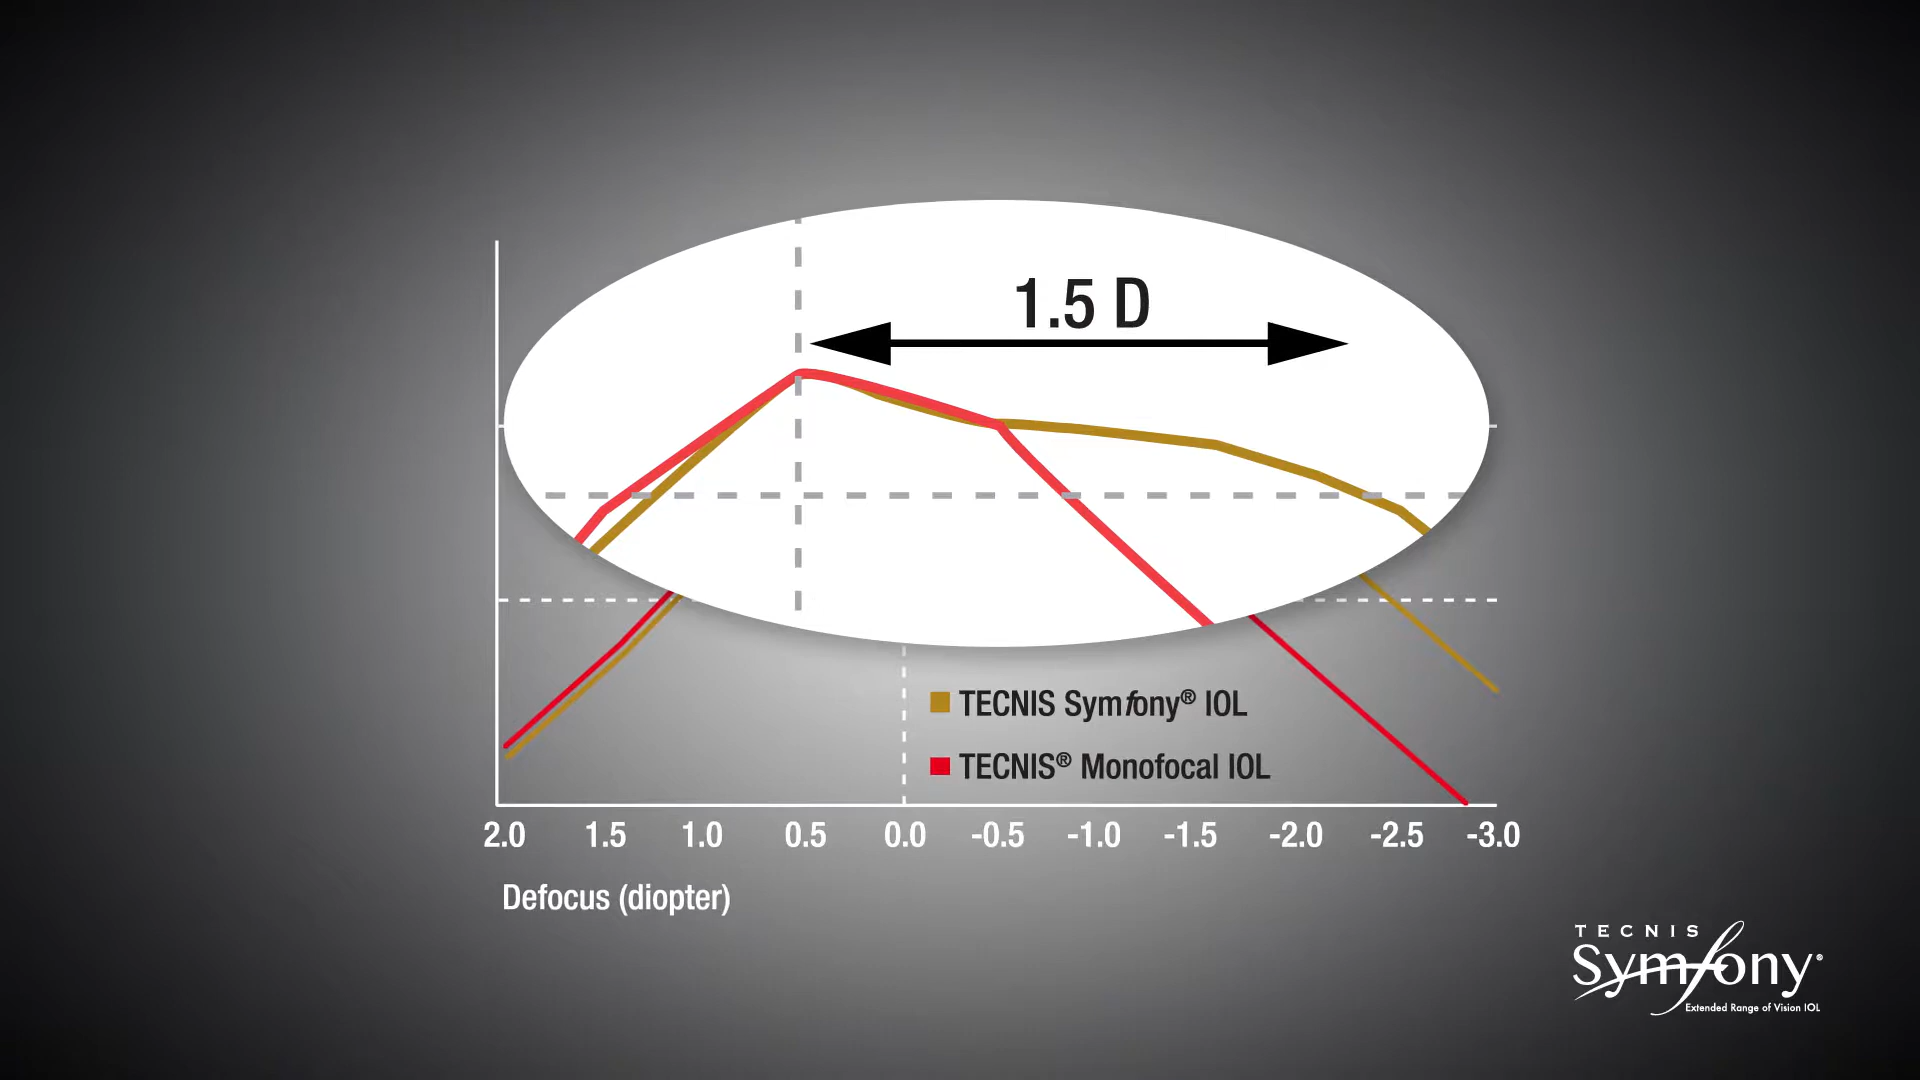 1.5 D
TECNIS Symfony® IOL
TECNIS® Monofocal IOL
2.0 1.5 1.0 0.5 0.0 -0.5 -1.0 -1.5 -2.0 -2.5 -3.0
Defocus (diopter)
TECNIS
Symfony®
Extended Range of Vision IOL